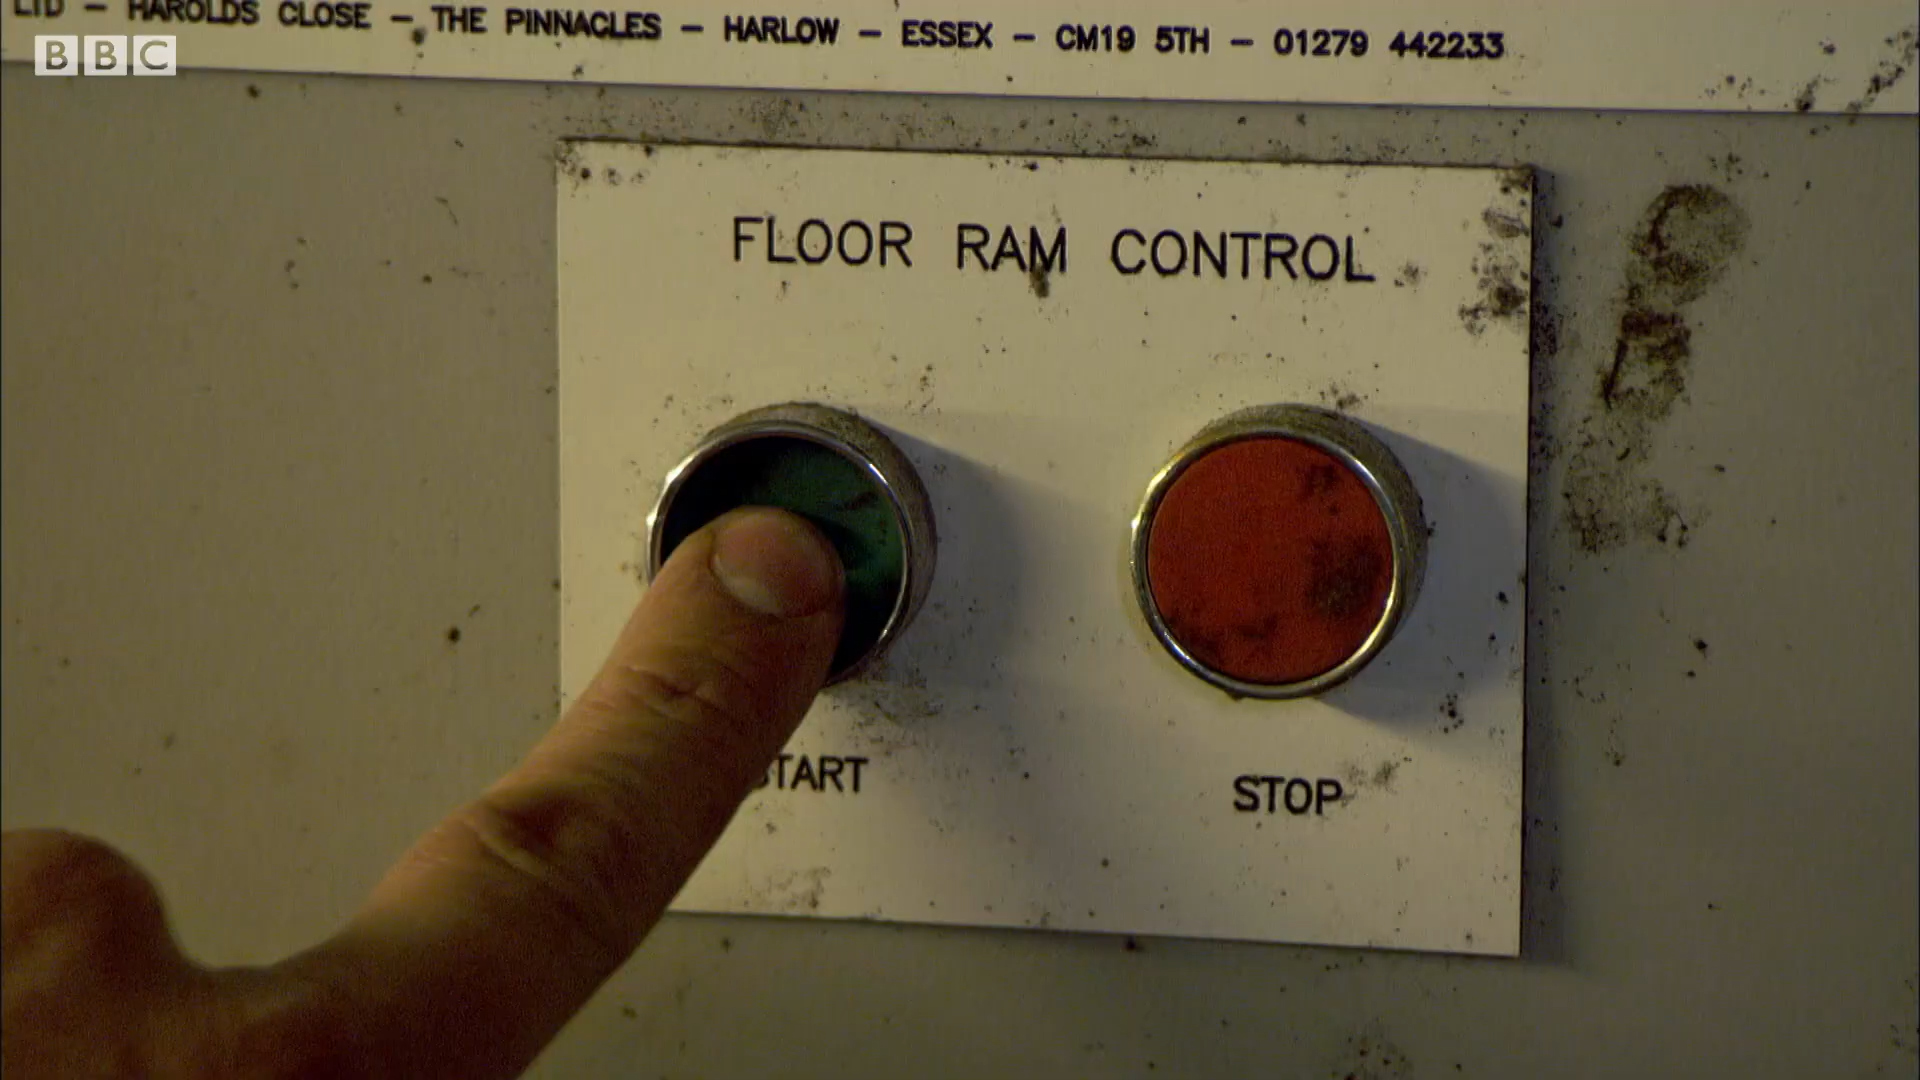 LTD - HAROLDS CLOSE - THE PINNACLES - HARLOW - ESSEX - CM19 5TH - 01279 442233
BBC
FLOOR RAM CONTROL
START
STOP